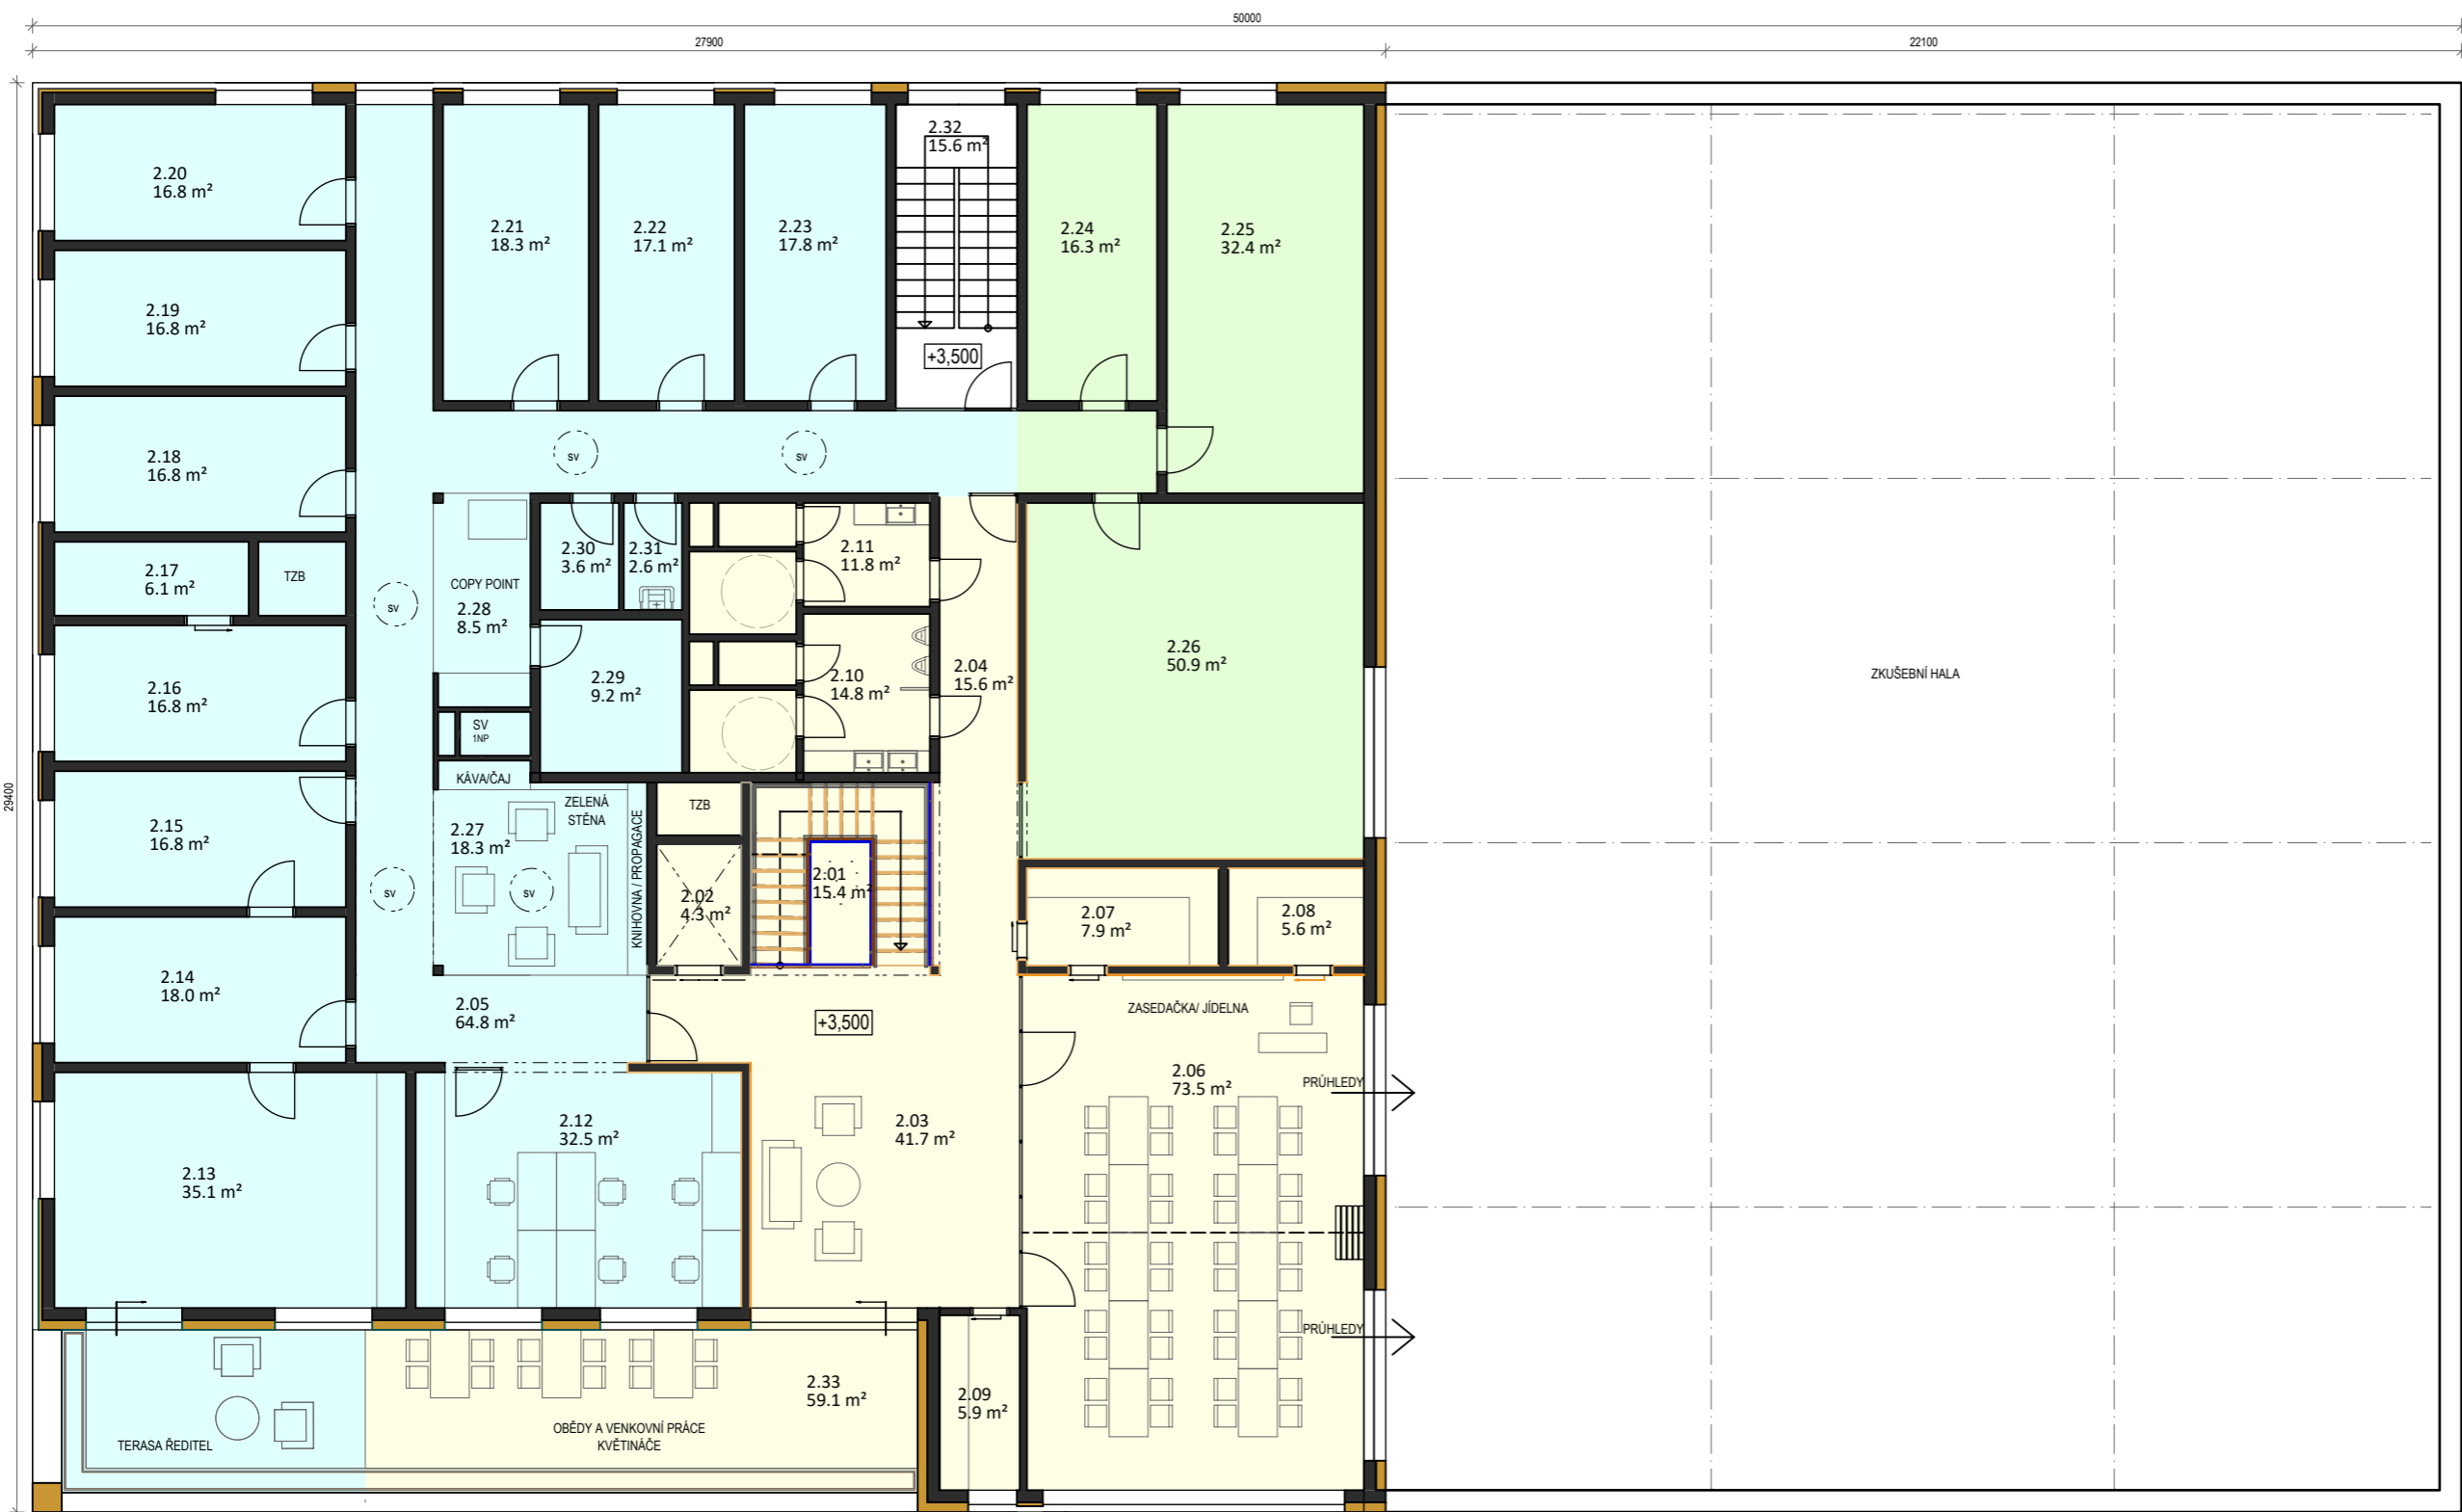 50000
27900
22100
29400
2.32
15.6 m²
2.20
16.8 m²
2.21
18.3 m²
2.22
17.1 m²
2.23
17.8 m²
2.24
16.3 m²
2.25
32.4 m²
2.19
16.8 m²
+3,500
2.18
16.8 m²
sv
sv
2.17
6.1 m²
TZB
sv
COPY POINT
2.28
8.5 m²
2.30
3.6 m²
2.31
2.6 m²
2.11
11.8 m²
2.26
50.9 m²
ZKUŠEBNÍ HALA
2.16
16.8 m²
2.29
9.2 m²
2.10
14.8 m²
2.04
15.6 m²
SV
1NP
KÁVA/ČAJ
2.15
16.8 m²
2.27
18.3 m²
ZELENÁ
STĚNA
KNIHOVNA / PROPAGACE
TZB
sv
sv
2.02
4.3 m²
2.01
15.4 m²
2.07
7.9 m²
2.08
5.6 m²
2.14
18.0 m²
2.05
64.8 m²
+3,500
ZASEDAČKA/ JÍDELNA
2.06
73.5 m²
PRŮHLEDY
2.13
35.1 m²
2.12
32.5 m²
2.03
41.7 m²
PRŮHLEDY
2.33
59.1 m²
2.09
5.9 m²
TERASA ŘEDITEL
OBĚDY A VENKOVNÍ PRÁCE
KVĚTINÁČE